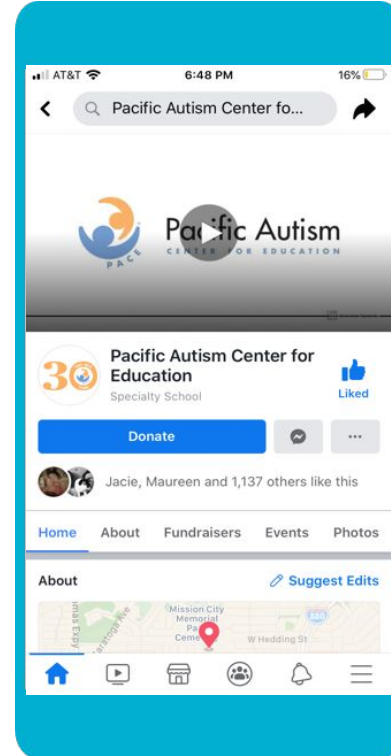 AT&T 6:48 PM 16%
Pacific Autism Center fo...
Pacific Autism
CENTER FOR EDUCATION
PACE
30
Pacific Autism Center for
Education
Specialty School
Liked
Donate
Jacie, Maureen and 1,137 others like this
Home About Fundraisers Events Photos
About Suggest Edits
Mission City
Memorial
W Hedding St